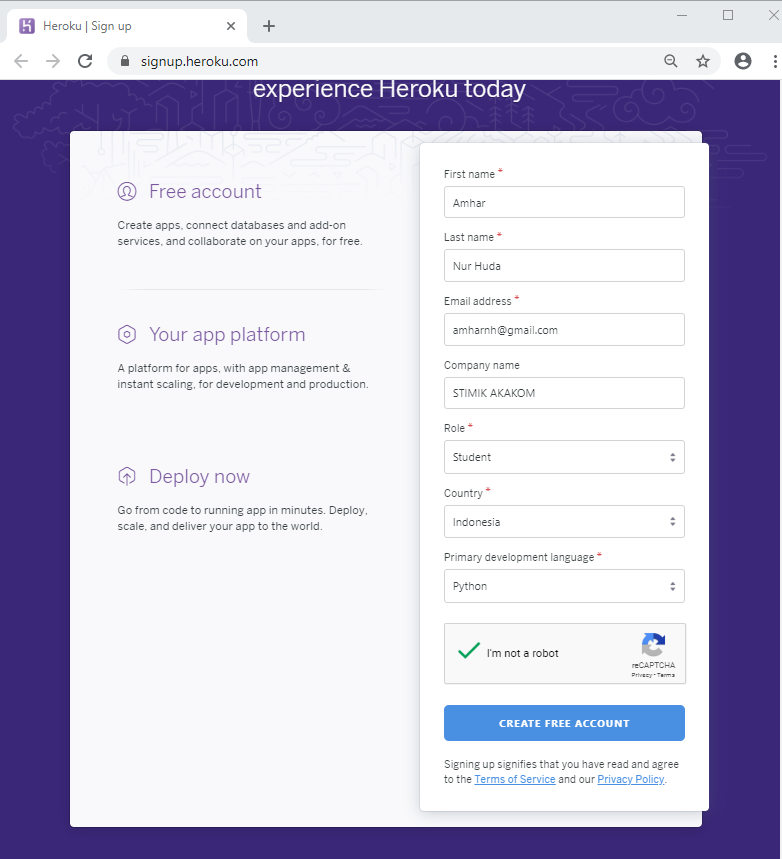 Heroku | Sign up
signup.heroku.com
experience Heroku today
Free account
Create apps, connect databases and add-on
services, and collaborate on your apps, for free.
Your app platform
A platform for apps, with app management &
instant scaling, for development and production.
Deploy now
Go from code to running app in minutes. Deploy,
scale, and deliver your app to the world.
First name *
Amhar
Last name *
Nur Huda
Email address *
amharnh@gmail.com
Company name
STIMIK AKAKOM
Role *
Student
Country *
Indonesia
Primary development language *
Python
I'm not a robot
reCAPTCHA
Privacy • Terms
CREATE FREE ACCOUNT
Signing up signifies that you have read and agree
to the Terms of Service and our Privacy Policy.